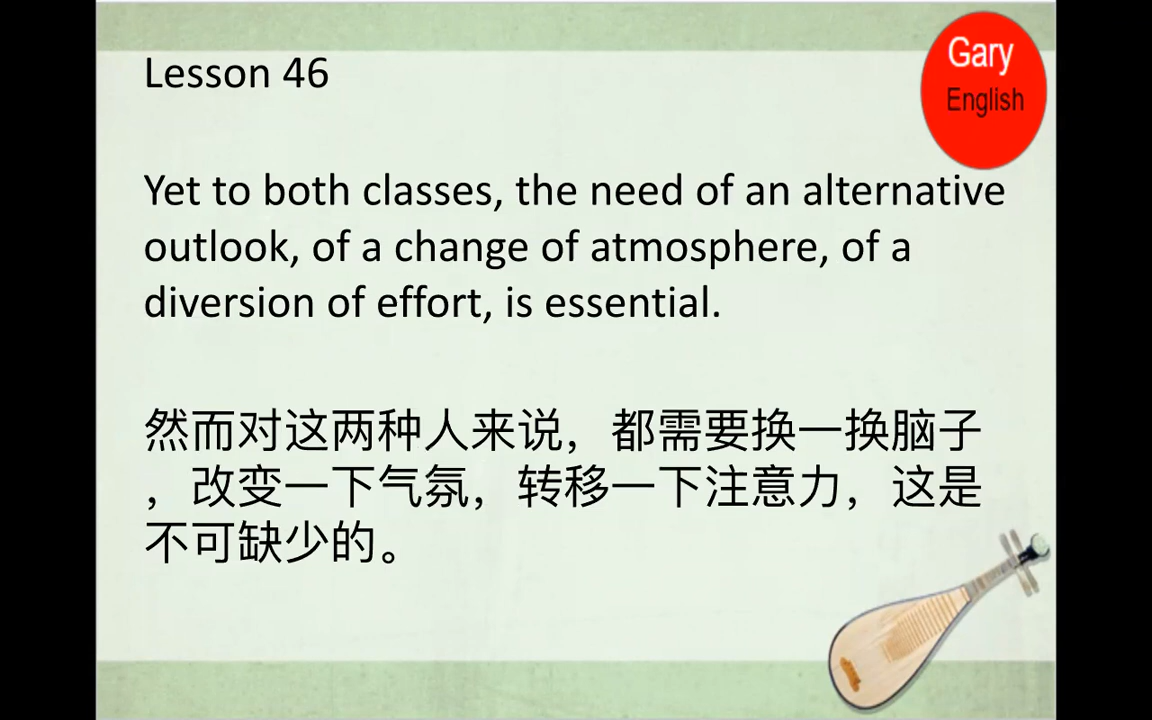 Lesson 46
Gary
English
Yet to both classes, the need of an alternative
outlook, of a change of atmosphere, of a
diversion of effort, is essential.
然而对这两种人来说，都需要换一换脑子
，改变一下气氛，转移一下注意力，这是
不可缺少的。